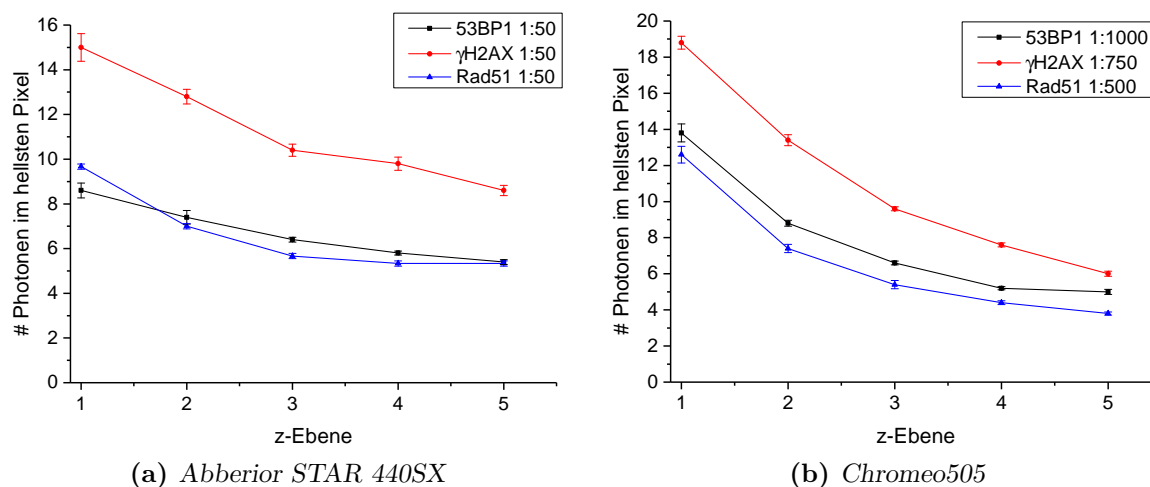 16
14
12
10
8
6
4
2
0
# Photonen im hellsten Pixel
53BP1 1:50
γH2AX 1:50
Rad51 1:50
1 2 3 4 5
z-Ebene
(a) Abberior STAR 440SX
20
18
16
14
12
10
8
6
4
2
0
# Photonen im hellsten Pixel
53BP1 1:1000
γH2AX 1:750
Rad51 1:500
1 2 3 4 5
z-Ebene
(b) Chromeo505